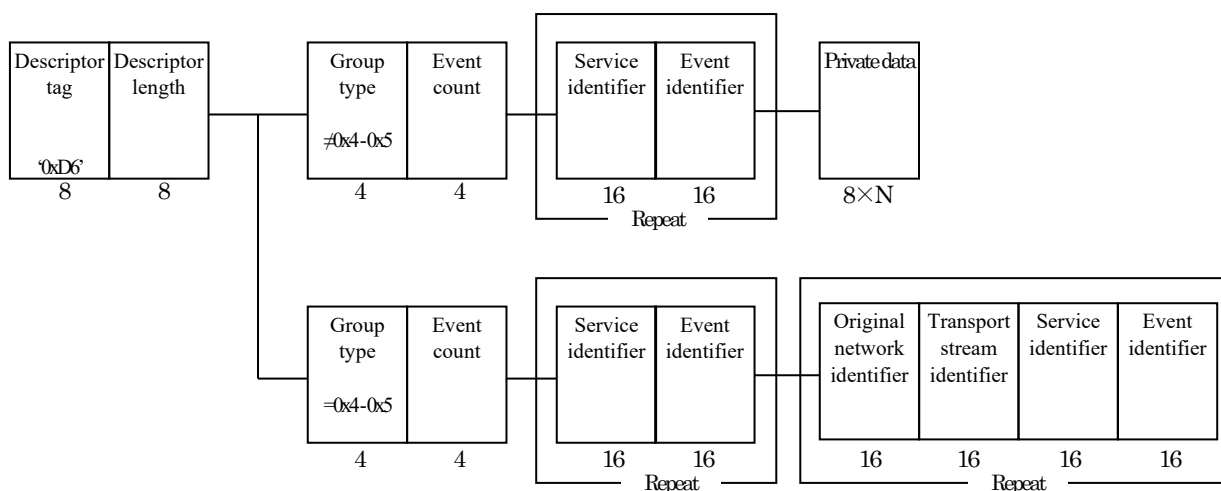 Descriptor
tag
'0xD6'
8
Descriptor
length
8
Group
type
≠0x4-0x5
4
Event
count
4
Service
identifier
16
Event
identifier
16
Repeat
Private data
8×N
Group
type
=0x4-0x5
4
Event
count
4
Service
identifier
16
Event
identifier
16
Repeat
Original
network
identifier
16
Transport
stream
identifier
16
Service
identifier
16
Event
identifier
16
Repeat